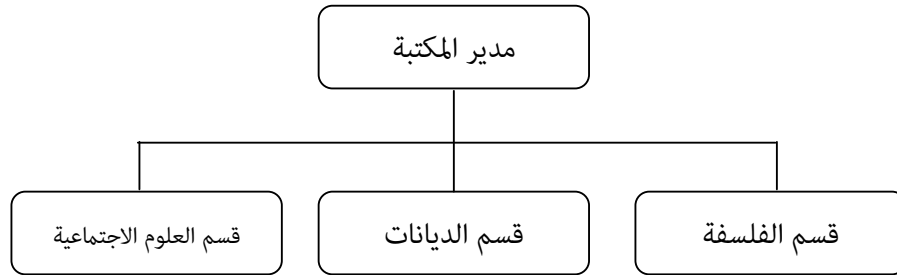 مدير المكتبة
قسم الفلسفة
قسم الديانات
قسم العلوم الاجتماعية